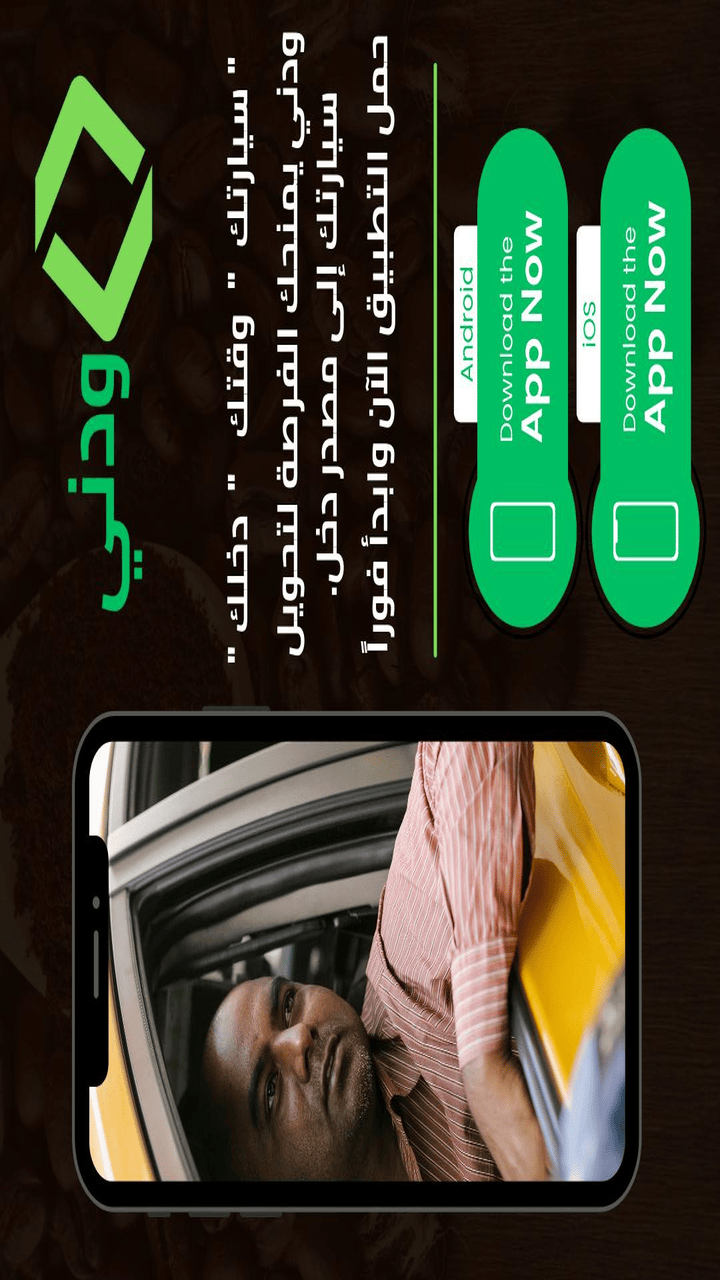 ودني
" سيارتك " وقتك " دخلك "
ودني يمنحك الفرصة لتحويل
سيارتك إلى مصدر دخل.
حمل التطبيق الآن وابدأ فوراً
Android
Download the
App Now
iOS
Download the
App Now